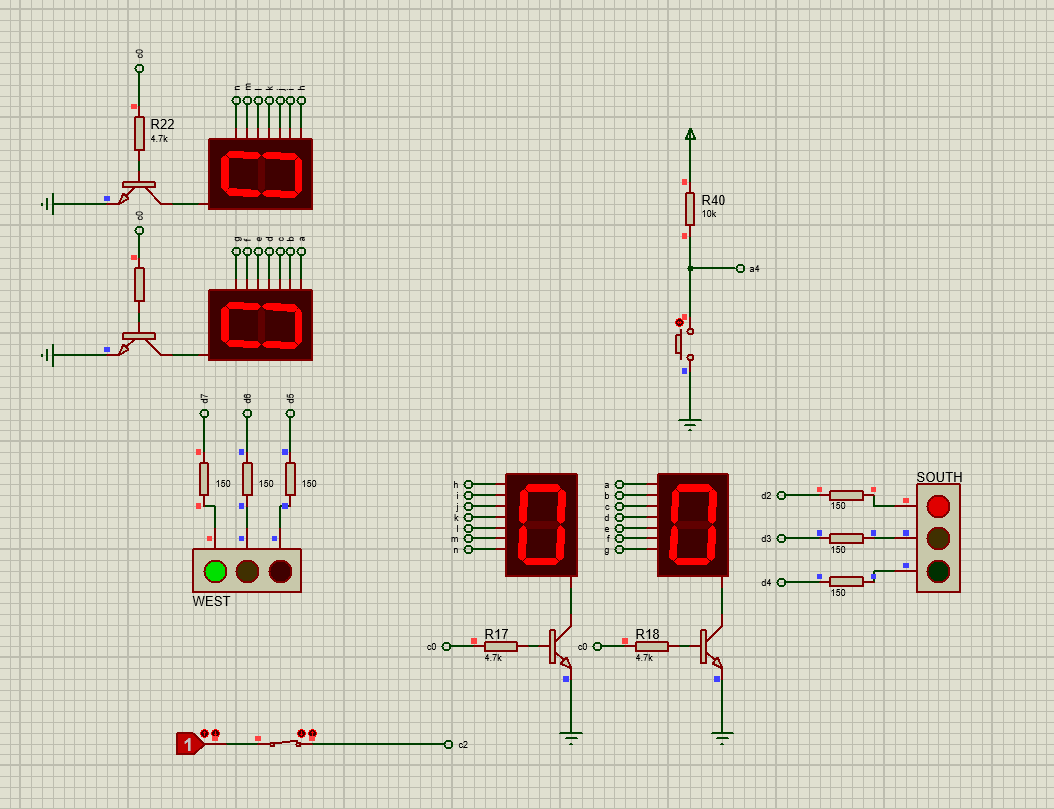 c0
R22
4.7k
n m l k j i h
c0
g f e d c b a
R40
10k
a4
d7 d6 d5
150 150 150
WEST
h
i
j
k
l
m
n
a
b
c
d
e
f
g
SOUTH
d2
150
d3
150
d4
150
c0
R17
4.7k
c0
R18
4.7k
1
c2